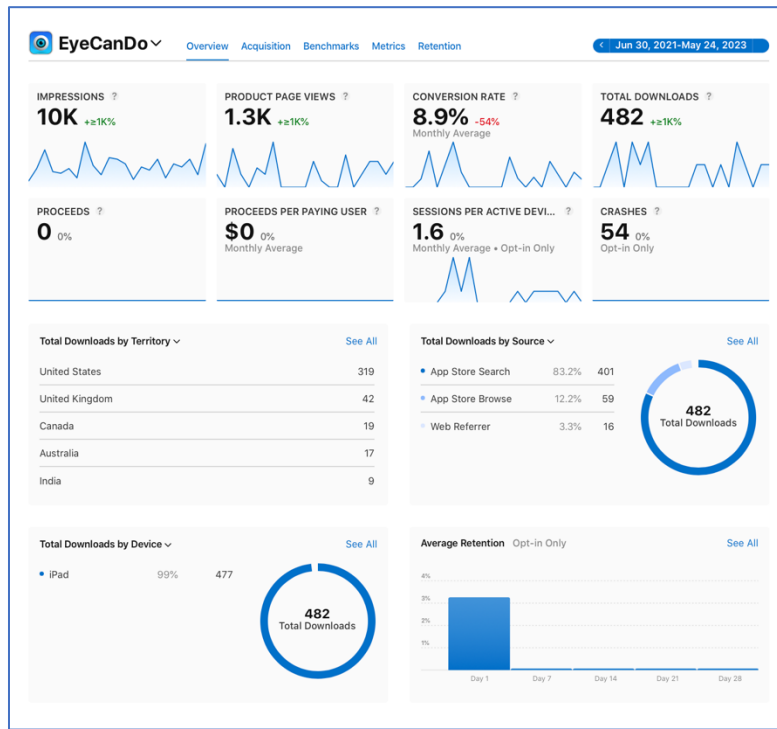 EyeCanDo
Overview Acquisition Benchmarks Metrics Retention
Jun 30, 2021-May 24, 2023
IMPRESSIONS ?
10K +≥1K%
PRODUCT PAGE VIEWS ?
1.3K +≥1K%
CONVERSION RATE ?
8.9% -54%
Monthly Average
TOTAL DOWNLOADS ?
482 +≥1K%
PROCEEDS ?
0 0%
PROCEEDS PER PAYING USER ?
$0 0%
Monthly Average
SESSIONS PER ACTIVE DEVI... ?
1.6 0%
Monthly Average • Opt-in Only
CRASHES ?
54 0%
Opt-in Only
Total Downloads by Territory See All
United States 319
United Kingdom 42
Canada 19
Australia 17
India 9
Total Downloads by Source See All
App Store Search 83.2% 401
App Store Browse 12.2% 59
Web Referrer 3.3% 16
482
Total Downloads
Total Downloads by Device See All
iPad 99% 477
482
Total Downloads
Average Retention Opt-in Only See All
4%
3%
2%
1%
Day 1 Day 7 Day 14 Day 21 Day 28